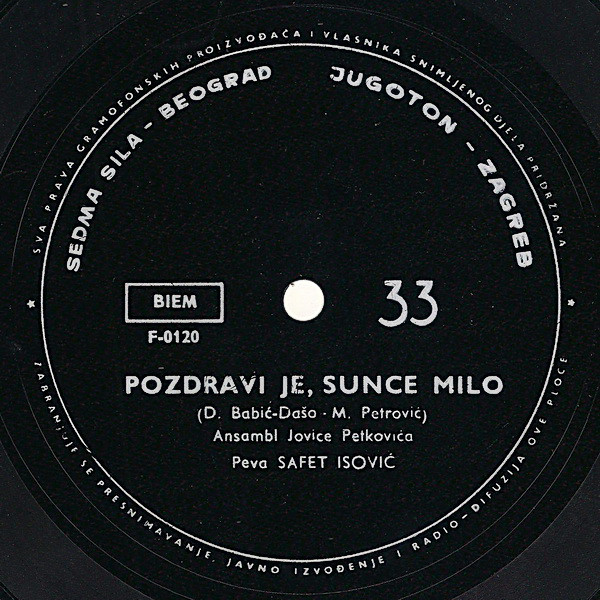 SVA PRAVA GRAMOFONSKIH PROIZVOĐAČA I VLASNIKA SNIMLJENOG DJELA PRIDRŽANA
SEDMA SILA - BEOGRAD
JUGOTON - ZAGREB
BIEM
F-0120
33
POZDRAVI JE, SUNCE MILO
(D. Babić-Dašo · M. Petrović)
Ansambl Jovice Petkovića
Peva SAFET ISOVIĆ
ZABRANJUJE SE PRESNIMAVANJE, JAVNO IZVOĐENJE I RADIO-DIFUZIJA OVE PLOČE